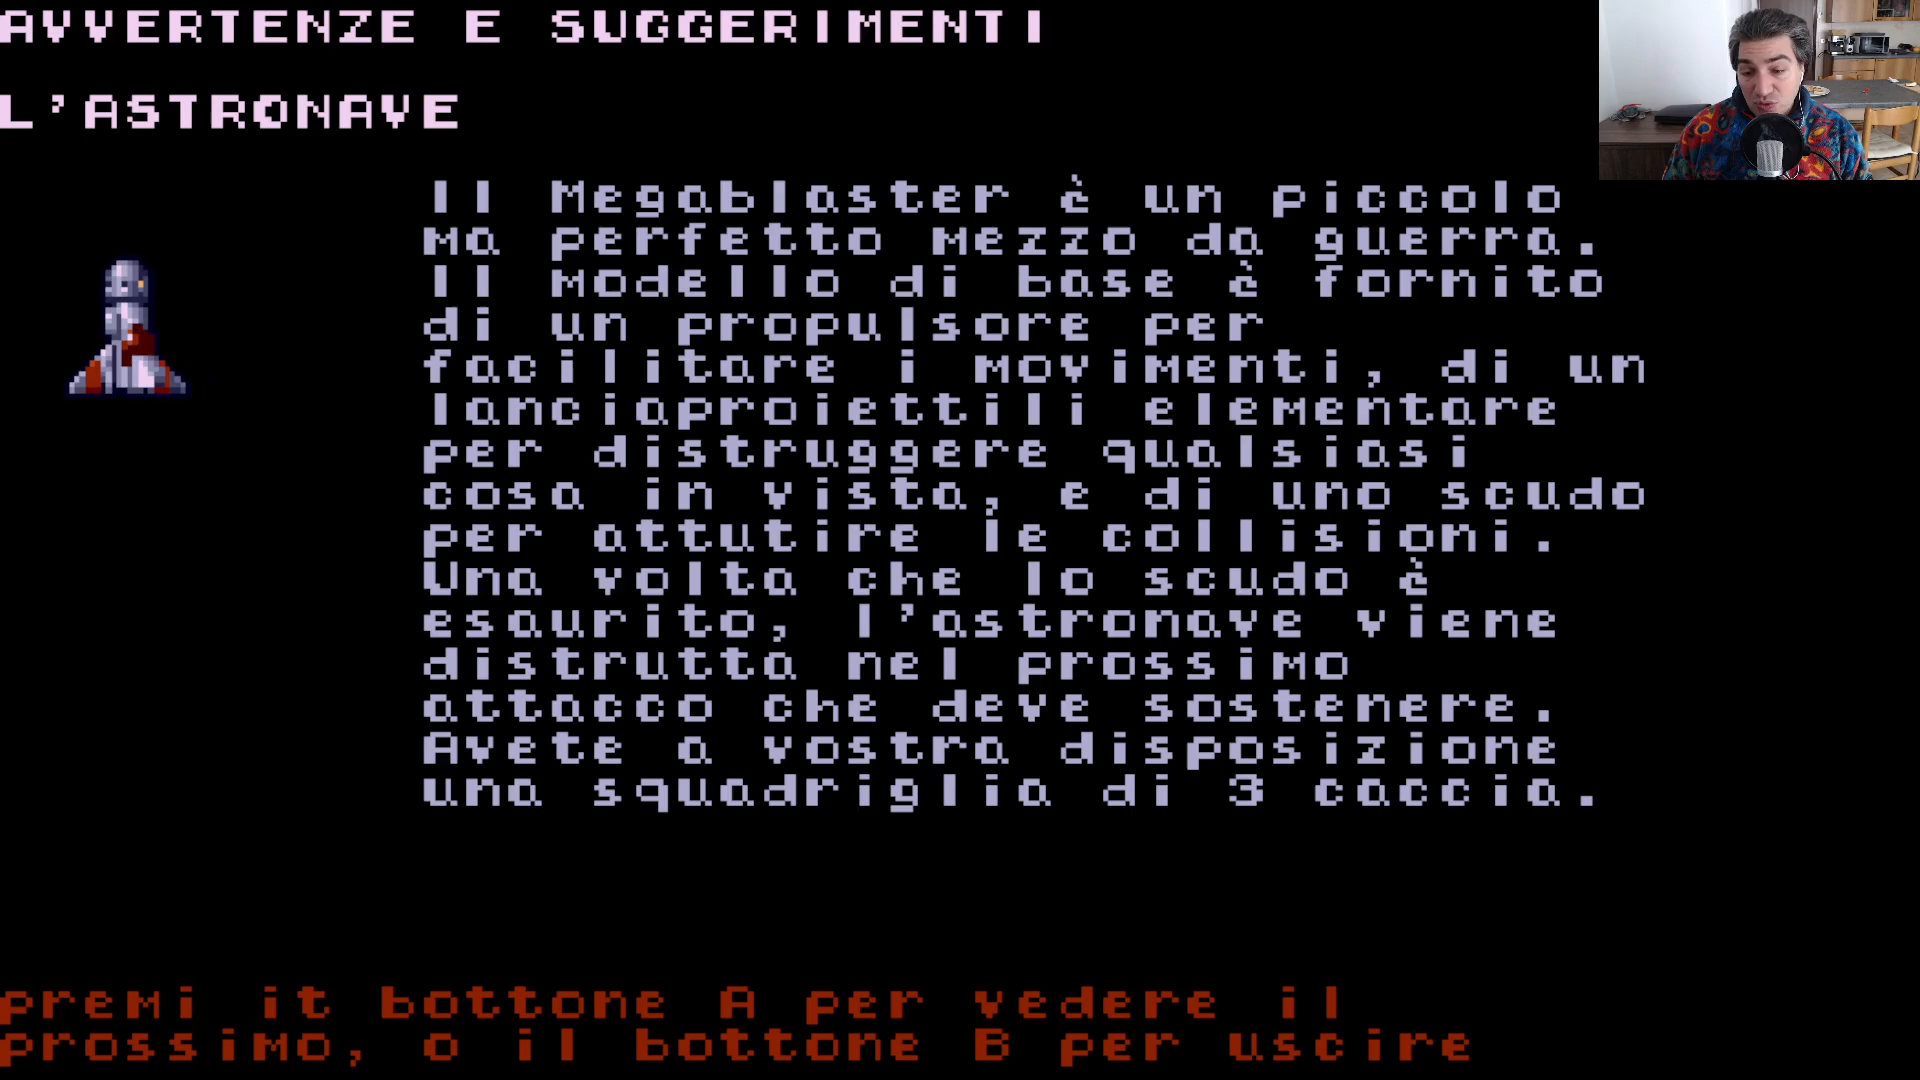 AVVERTENZE E SUGGERIMENTI
L'ASTRONAVE
Il Megablaster è un piccolo
ma perfetto mezzo da guerra.
Il modello di base è fornito
di un propulsore per
facilitare i movimenti, di un
lanciaproiettili elementare
per distruggere qualsiasi
cosa in vista, e di uno scudo
per attutire le collisioni.
Una volta che lo scudo è
esaurito, l'astronave viene
distrutta nel prossimo
attacco che deve sostenere.
Avete a vostra disposizione
una squadriglia di 3 caccia.
premi it bottone A per vedere il
prossimo, o il bottone B per uscire